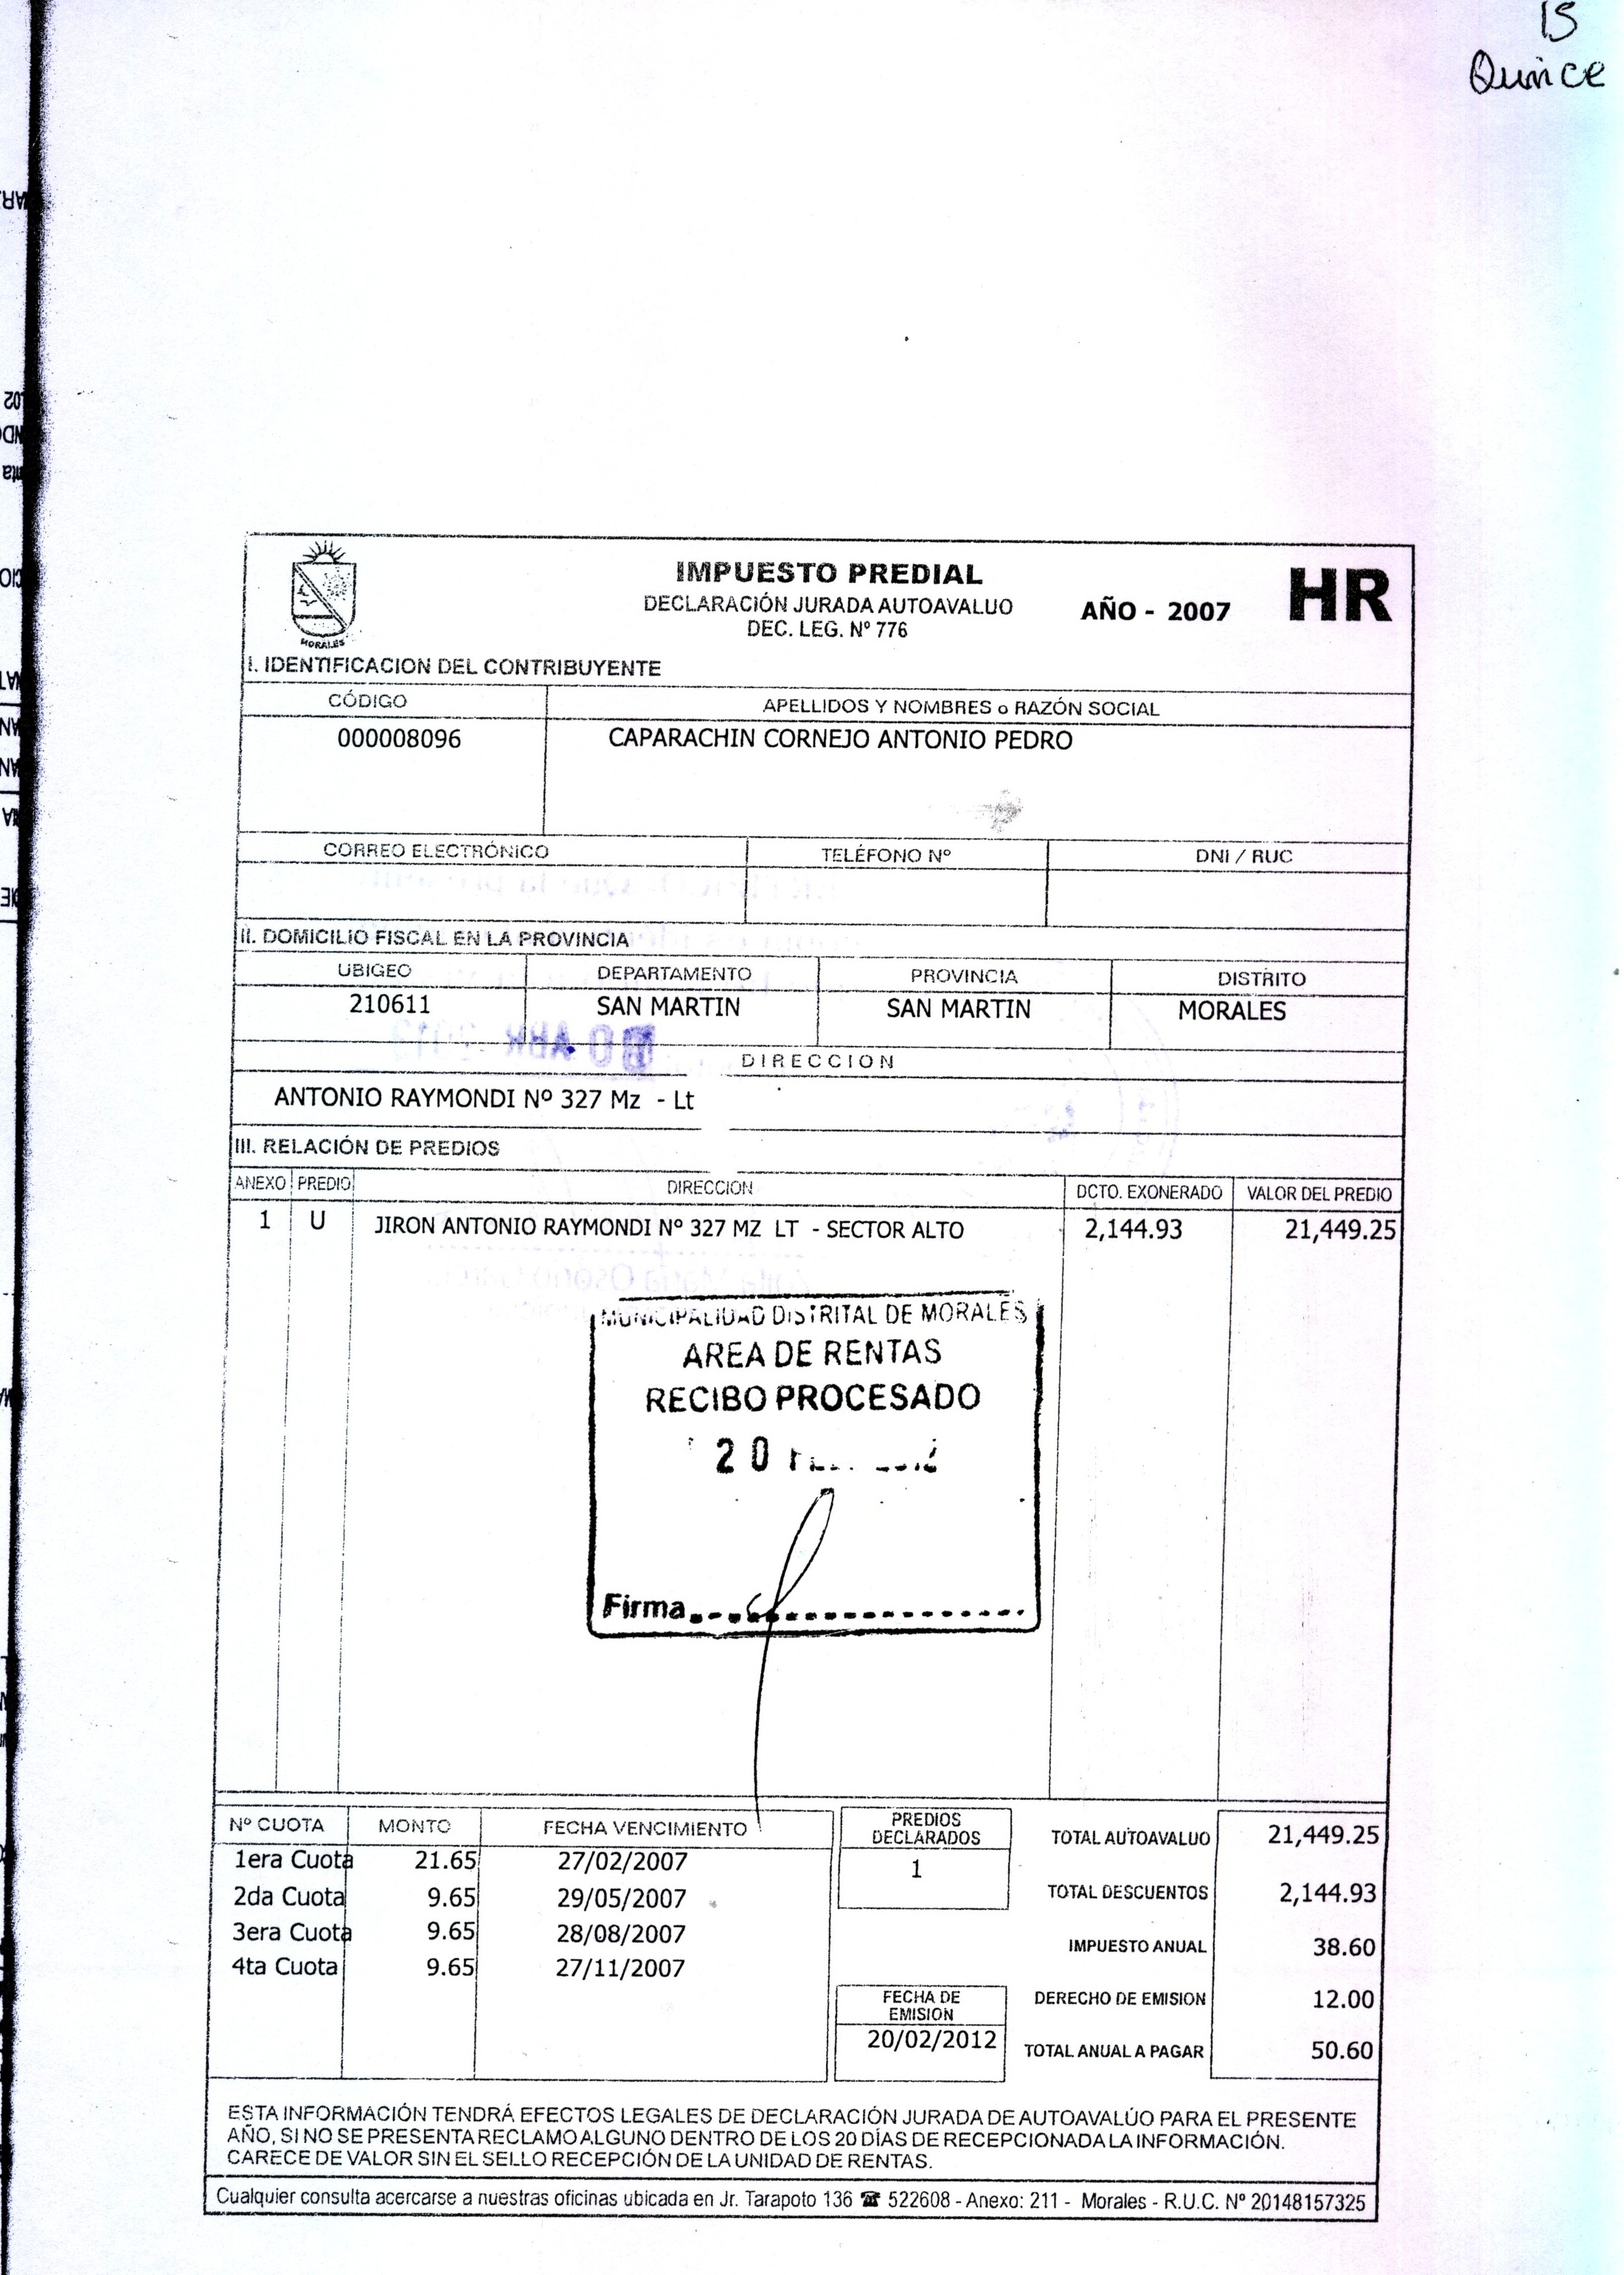 15
Quince
IMPUESTO PREDIAL
DECLARACIÓN JURADA AUTOAVALUO
DEC. LEG. Nº 776
AÑO - 2007
HR
MORALES
I. IDENTIFICACION DEL CONTRIBUYENTE
CÓDIGO APELLIDOS Y NOMBRES o RAZÓN SOCIAL
000008096 CAPARACHIN CORNEJO ANTONIO PEDRO
CORREO ELECTRÓNICO TELÉFONO Nº DNI / RUC
II. DOMICILIO FISCAL EN LA PROVINCIA
UBIGEO DEPARTAMENTO PROVINCIA DISTRITO
210611 SAN MARTIN SAN MARTIN MORALES
DIRECCION
ANTONIO RAYMONDI Nº 327 Mz - Lt
III. RELACIÓN DE PREDIOS
ANEXO PREDIO DIRECCION DCTO. EXONERADO VALOR DEL PREDIO
1 U JIRON ANTONIO RAYMONDI Nº 327 MZ LT - SECTOR ALTO 2,144.93 21,449.25
MUNICIPALIDAD DISTRITAL DE MORALES
AREA DE RENTAS
RECIBO PROCESADO
20
Firma
Nº CUOTA MONTO FECHA VENCIMIENTO
1era Cuota 21.65 27/02/2007
2da Cuota 9.65 29/05/2007
3era Cuota 9.65 28/08/2007
4ta Cuota 9.65 27/11/2007
PREDIOS
DECLARADOS
1
FECHA DE
EMISION
20/02/2012
TOTAL AUTOAVALUO 21,449.25
TOTAL DESCUENTOS 2,144.93
IMPUESTO ANUAL 38.60
DERECHO DE EMISION 12.00
TOTAL ANUAL A PAGAR 50.60
ESTA INFORMACIÓN TENDRÁ EFECTOS LEGALES DE DECLARACIÓN JURADA DE AUTOAVALÚO PARA EL PRESENTE
AÑO, SI NO SE PRESENTA RECLAMO ALGUNO DENTRO DE LOS 20 DÍAS DE RECEPCIONADA LA INFORMACIÓN.
CARECE DE VALOR SIN EL SELLO RECEPCIÓN DE LA UNIDAD DE RENTAS.
Cualquier consulta acercarse a nuestras oficinas ubicada en Jr. Tarapoto 136 ☎ 522608 - Anexo: 211 - Morales - R.U.C. Nº 20148157325